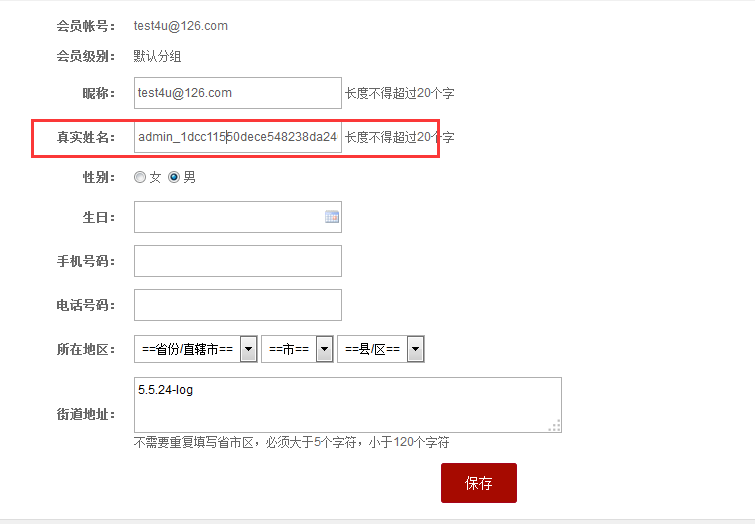 会员帐号： test4u@126.com
会员级别： 默认分组
昵称： test4u@126.com 长度不得超过20个字
真实姓名： admin_1dcc11550dece548238da24 长度不得超过20个字
性别： 女 男
生日：
手机号码：
电话号码：
所在地区： ==省份/直辖市== ==市== ==县/区==
街道地址： 5.5.24-log
不需要重复填写省市区，必须大于5个字符，小于120个字符
保存